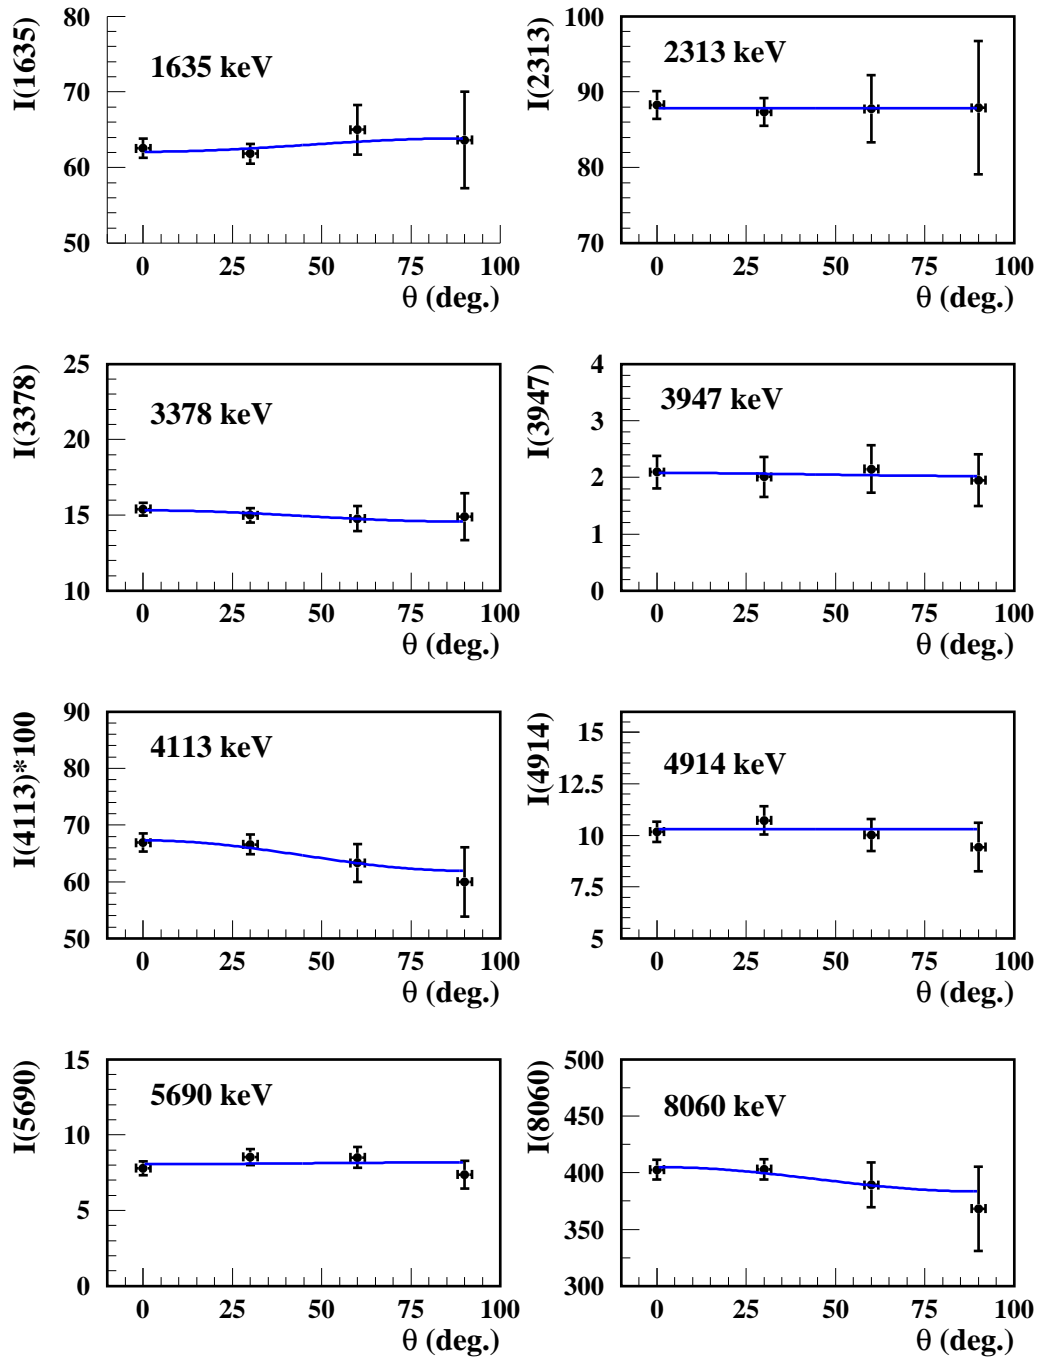 I(1635)
80
70
60
50
1635 keV
0 25 50 75 100
θ (deg.)
I(2313)
100
90
80
70
2313 keV
0 25 50 75 100
θ (deg.)
I(3378)
25
20
15
10
3378 keV
0 25 50 75 100
θ (deg.)
I(3947)
4
3
2
1
0
3947 keV
0 25 50 75 100
θ (deg.)
I(4113)*100
90
80
70
60
50
4113 keV
0 25 50 75 100
θ (deg.)
I(4914)
15
12.5
10
7.5
5
4914 keV
0 25 50 75 100
θ (deg.)
I(5690)
15
10
5
0
5690 keV
0 25 50 75 100
θ (deg.)
I(8060)
500
450
400
350
300
8060 keV
0 25 50 75 100
θ (deg.)